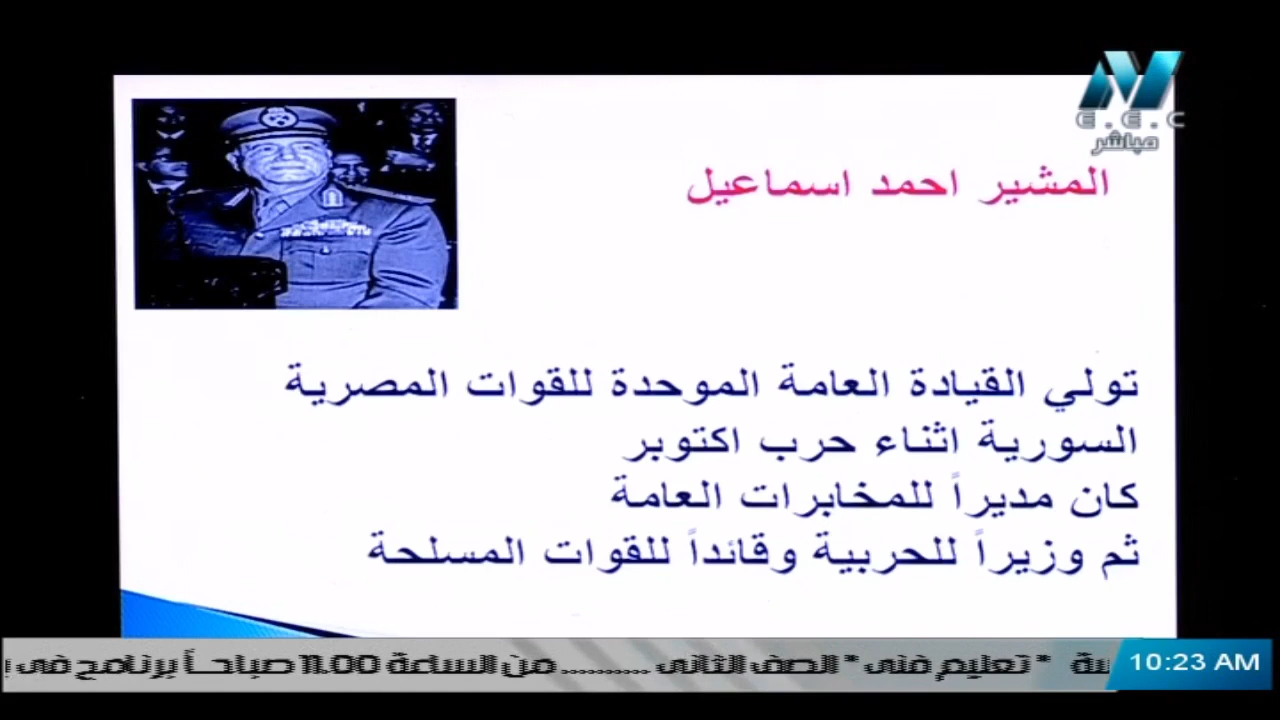 E.E.C
مباشر
المشير احمد اسماعيل
تولي القيادة العامة الموحدة للقوات المصرية
السورية اثناء حرب اكتوبر
كان مديراً للمخابرات العامة
ثم وزيراً للحربية وقائداً للقوات المسلحة
* تعليم فنى * الصف الثانى .......... من الساعة 11.00 صباحـاً برنامج فى
10:23 AM